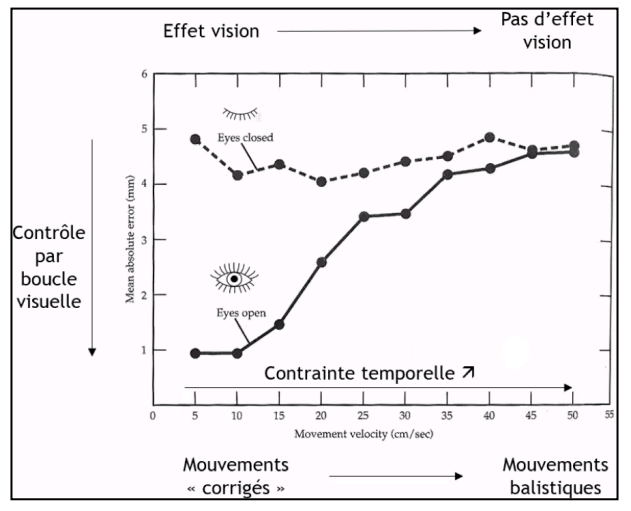 Effet vision
Pas d'effet
vision
6
Eyes closed
5
4
3
2
1
Mean absolute error (mm)
Contrôle
par
boucle
visuelle
Eyes open
Contrainte temporelle ↗
0 5 10 15 20 25 30 35 40 45 50 55
Movement velocity (cm/sec)
Mouvements
« corrigés »
Mouvements
balistiques